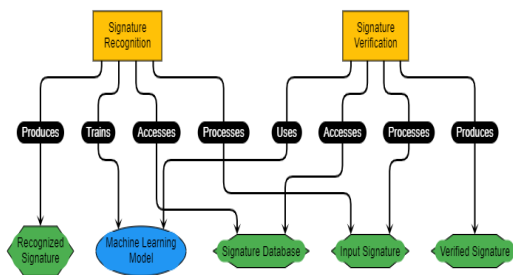 Signature
Recognition
Signature
Verification
Produces
Trains
Accesses
Processes
Uses
Accesses
Processes
Produces
Recognized
Signature
Machine Learning
Model
Signature Database
Input Signature
Verified Signature